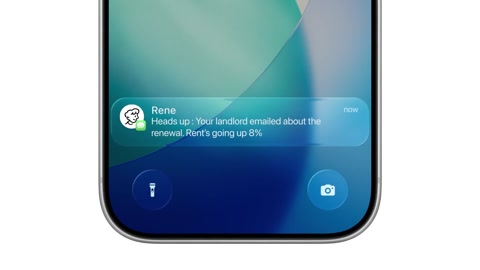 Rene
now
Heads up : Your landlord emailed about the
renewal, Rent's going up 8%